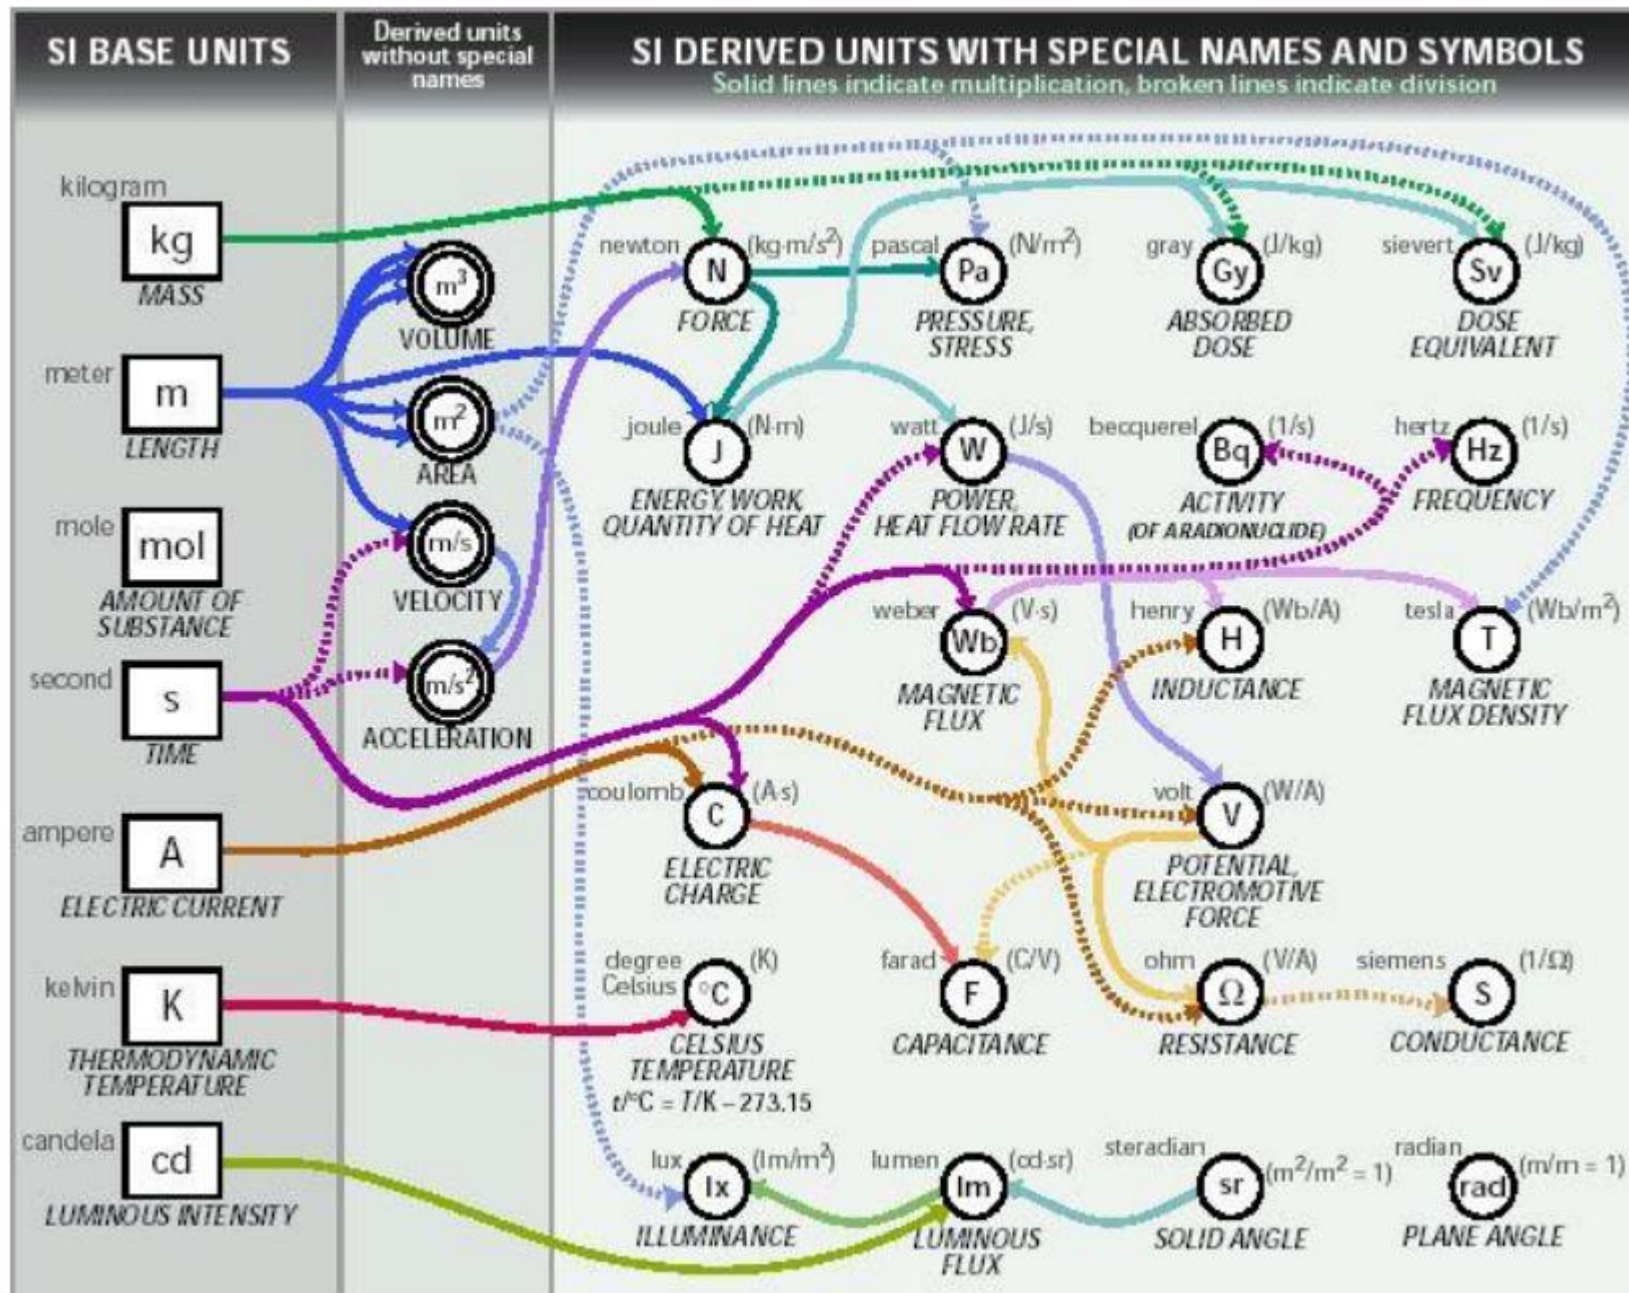 SI BASE UNITS
Derived units
without special
names
SI DERIVED UNITS WITH SPECIAL NAMES AND SYMBOLS
Solid lines indicate multiplication, broken lines indicate division
kilogram
kg
MASS
meter
m
LENGTH
mole
mol
AMOUNT OF
SUBSTANCE
second
s
TIME
ampere
A
ELECTRIC CURRENT
kelvin
K
THERMODYNAMIC
TEMPERATURE
candela
cd
LUMINOUS INTENSITY
m³
VOLUME
m²
AREA
m/s
VELOCITY
m/s²
ACCELERATION
newton
N
(kg·m/s²)
FORCE
pascal
Pa
(N/m²)
PRESSURE,
STRESS
gray
Gy
(J/kg)
ABSORBED
DOSE
sievert
Sv
(J/kg)
DOSE
EQUIVALENT
joule
J
(N·m)
ENERGY, WORK,
QUANTITY OF HEAT
watt
W
(J/s)
POWER,
HEAT FLOW RATE
becquerel
Bq
(1/s)
ACTIVITY
(OF ARADIONUCLIDE)
hertz
Hz
(1/s)
FREQUENCY
weber
Wb
(V·s)
MAGNETIC
FLUX
henry
H
(Wb/A)
INDUCTANCE
tesla
T
(Wb/m²)
MAGNETIC
FLUX DENSITY
coulomb
C
(A·s)
ELECTRIC
CHARGE
volt
V
(W/A)
POTENTIAL,
ELECTROMOTIVE
FORCE
degree
Celsius
°C
(K)
CELSIUS
TEMPERATURE
t/°C = T/K – 273.15
farad
F
(C/V)
CAPACITANCE
ohm
Ω
(V/A)
RESISTANCE
siemens
S
(1/Ω)
CONDUCTANCE
lux
lx
(lm/m²)
ILLUMINANCE
lumen
lm
(cd·sr)
LUMINOUS
FLUX
steradian
sr
(m²/m² = 1)
SOLID ANGLE
radian
rad
(m/m = 1)
PLANE ANGLE